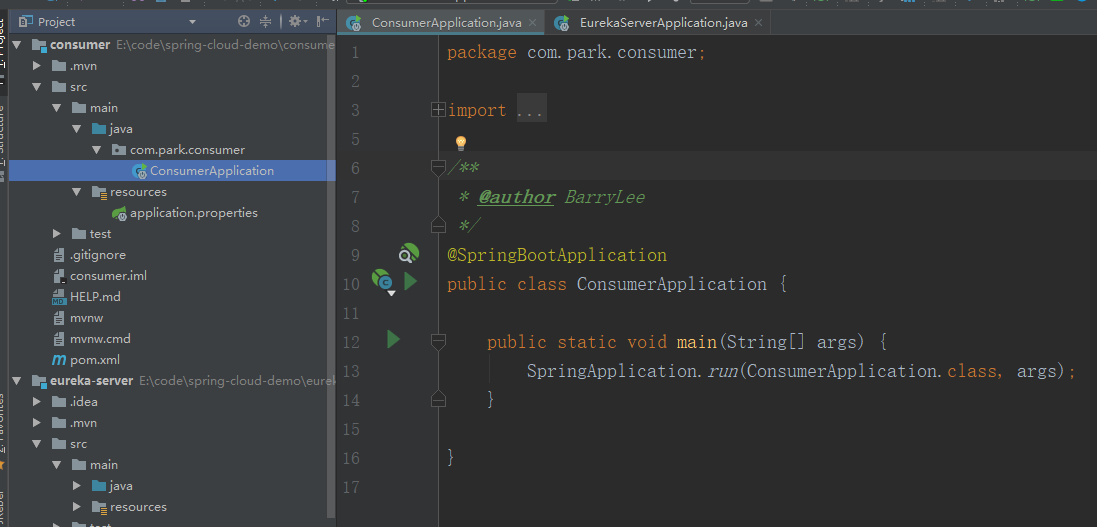 Project
consumer E:\code\spring-cloud-demo\consume
.mvn
src
main
java
com.park.consumer
ConsumerApplication
resources
application.properties
test
.gitignore
consumer.iml
HELP.md
mvnw
mvnw.cmd
pom.xml
eureka-server E:\code\spring-cloud-demo\eurek
.idea
.mvn
src
main
java
resources
ConsumerApplication.java
EurekaServerApplication.java
1 package com.park.consumer;
2
3 import ...
5
6 /**
7 * @author BarryLee
8 */
9 @SpringBootApplication
10 public class ConsumerApplication {
11
12 public static void main(String[] args) {
13 SpringApplication.run(ConsumerApplication.class, args);
14 }
15
16 }
17